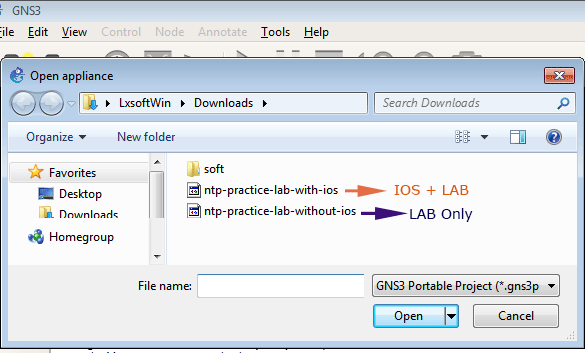 GNS3
File Edit View Control Node Annotate Tools Help
Open appliance
LxsoftWin Downloads Search Downloads
Organize New folder
Favorites
Desktop
Downloads
Homegroup
soft
ntp-practice-lab-with-ios IOS + LAB
ntp-practice-lab-without-ios LAB Only
File name: GNS3 Portable Project (*.gns3p
Open Cancel